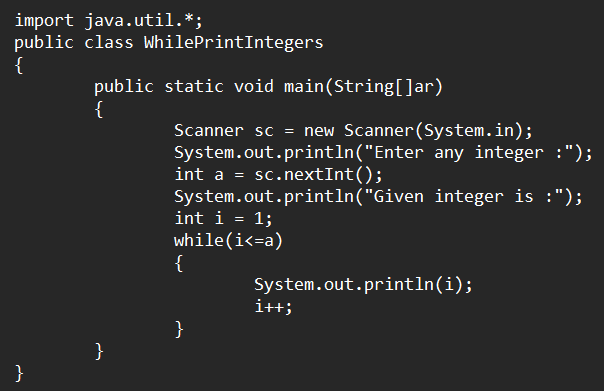 import java.util.*;
public class WhilePrintIntegers
{
        public static void main(String[]ar)
        {
                Scanner sc = new Scanner(System.in);
                System.out.println("Enter any integer :");
                int a = sc.nextInt();
                System.out.println("Given integer is :");
                int i = 1;
                while(i<=a)
                {
                        System.out.println(i);
                        i++;
                }
        }
}